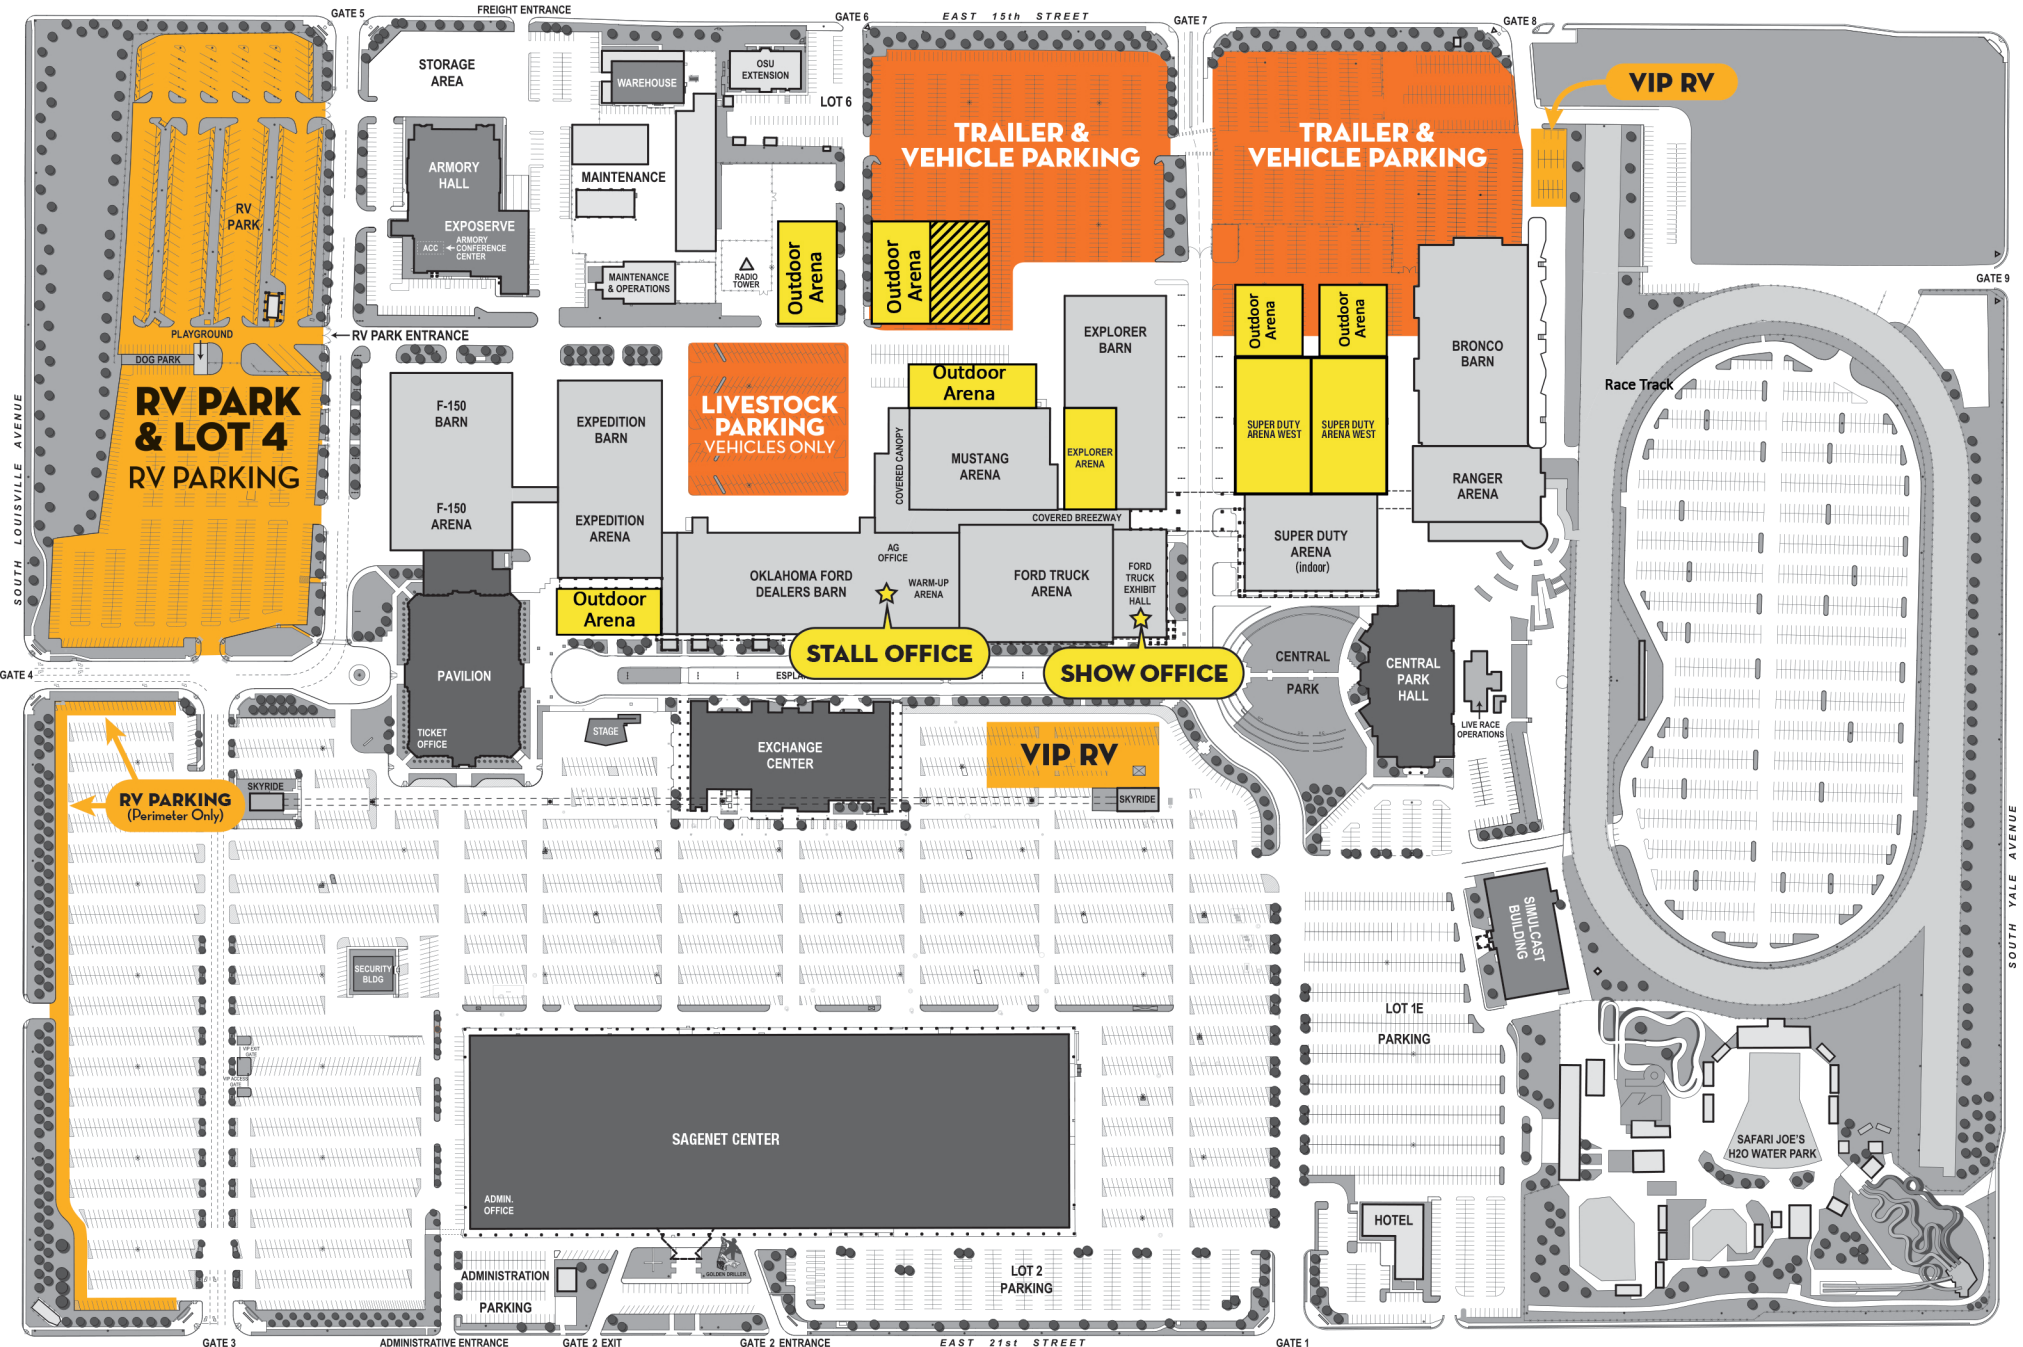 GATE 5
FREIGHT ENTRANCE
GATE 6
EAST 15th STREET
GATE 7
GATE 8
STORAGE
AREA
WAREHOUSE
OSU
EXTENSION
LOT 6
VIP RV
TRAILER &
VEHICLE PARKING
TRAILER &
VEHICLE PARKING
ARMORY
HALL
MAINTENANCE
RV
PARK
EXPOSERVE
ACC
ARMORY
CONFERENCE
CENTER
Outdoor
Arena
Outdoor
Arena
RADIO
TOWER
MAINTENANCE
& OPERATIONS
GATE 9
Outdoor
Arena
Outdoor
Arena
PLAYGROUND
RV PARK ENTRANCE
DOG PARK
EXPLORER
BARN
BRONCO
BARN
Race Track
RV PARK
& LOT 4
RV PARKING
SOUTH LOUISVILLE AVENUE
F-150
BARN
EXPEDITION
BARN
LIVESTOCK
PARKING
VEHICLES ONLY
Outdoor
Arena
COVERED CANOPY
MUSTANG
ARENA
EXPLORER
ARENA
SUPER DUTY
ARENA WEST
SUPER DUTY
ARENA WEST
RANGER
ARENA
F-150
ARENA
EXPEDITION
ARENA
COVERED BREEZWAY
AG
OFFICE
OKLAHOMA FORD
DEALERS BARN
WARM-UP
ARENA
FORD TRUCK
ARENA
FORD
TRUCK
EXHIBIT
HALL
SUPER DUTY
ARENA
(indoor)
Outdoor
Arena
STALL OFFICE
SHOW OFFICE
CENTRAL
PARK
CENTRAL
PARK
HALL
GATE 4
PAVILION
ESPLA
LIVE RACE
OPERATIONS
TICKET
OFFICE
STAGE
EXCHANGE
CENTER
VIP RV
SKYRIDE
SKYRIDE
RV PARKING
(Perimeter Only)
SOUTH YALE AVENUE
SIMULCAST
BUILDING
SECURITY
BLDG
LOT 1E
PARKING
VIP EXIT
GATE
VIP ACCESS
GATE
SAGENET CENTER
SAFARI JOE'S
H2O WATER PARK
ADMIN.
OFFICE
HOTEL
ADMINISTRATION
PARKING
GOLDEN DRILLER
LOT 2
PARKING
GATE 3
ADMINISTRATIVE ENTRANCE
GATE 2 EXIT
GATE 2 ENTRANCE
EAST 21st STREET
GATE 1